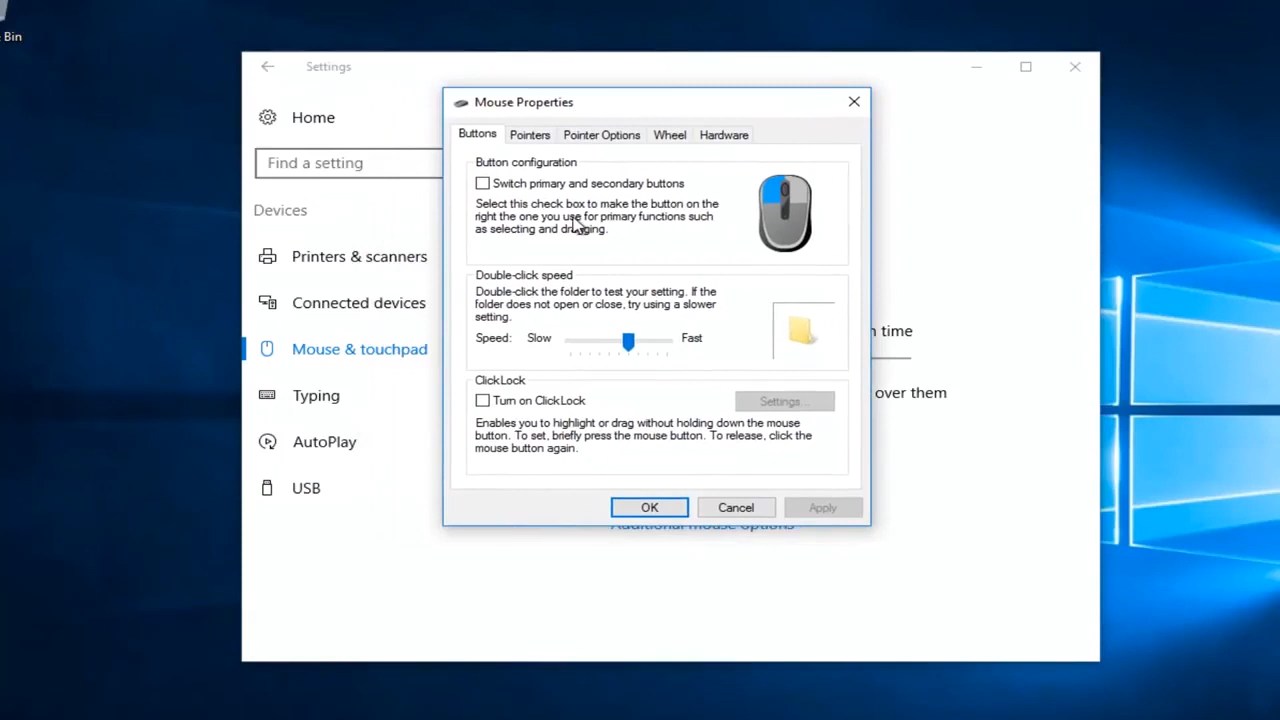 Bin
Settings
Home
Find a setting
Devices
Printers & scanners
Connected devices
Mouse & touchpad
Typing
AutoPlay
USB
Mouse Properties
Buttons Pointers Pointer Options Wheel Hardware
Button configuration
Switch primary and secondary buttons
Select this check box to make the button on the
right the one you use for primary functions such
as selecting and dragging.
Double-click speed
Double-click the folder to test your setting. If the
folder does not open or close, try using a slower
setting.
Speed: Slow Fast
ClickLock
Turn on ClickLock
Settings...
Enables you to highlight or drag without holding down the mouse
button. To set, briefly press the mouse button. To release, click the
mouse button again.
OK Cancel Apply
time
over them
Additional mouse options